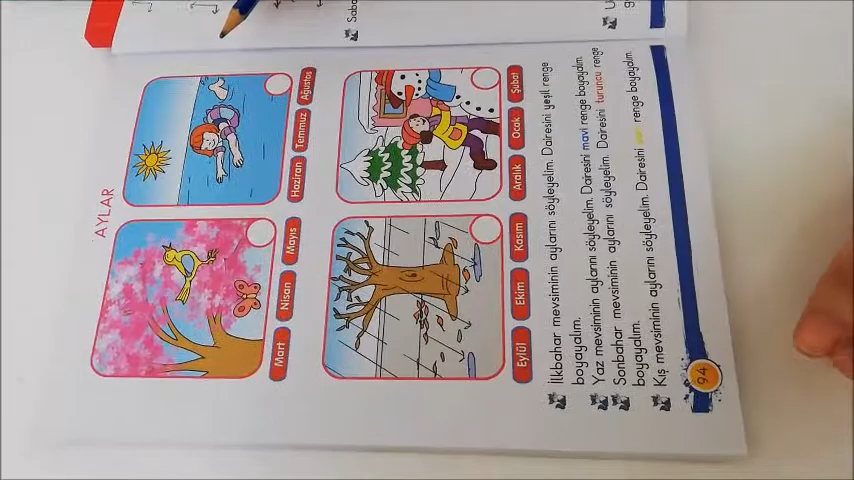 AYLAR
Mart
Nisan
Mayıs
Haziran
Temmuz
Ağustos
Eylül
Ekim
Kasım
Aralık
Ocak
Şubat
İlkbahar mevsiminin aylarını söyleyelim. Dairesini yeşil renge
boyayalım.
Yaz mevsiminin aylarını söyleyelim. Dairesini mavi renge boyayalım.
Sonbahar mevsiminin aylarını söyleyelim. Dairesini turuncu renge
boyayalım.
Kış mevsiminin aylarını söyleyelim. Dairesini sarı renge boyayalım.
94